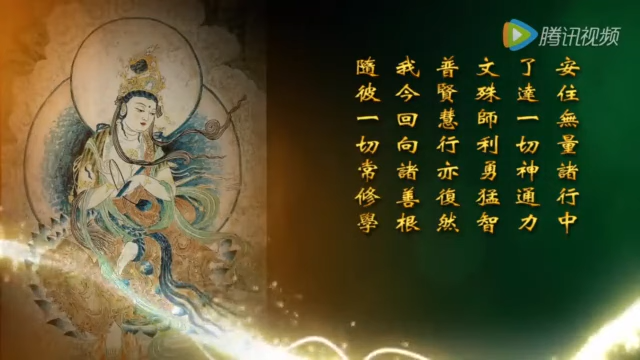 腾讯视频
安住無量諸行中
了達一切神通力
文殊師利勇猛智
普賢慧行亦復然
我今回向諸善根
隨彼一切常修學